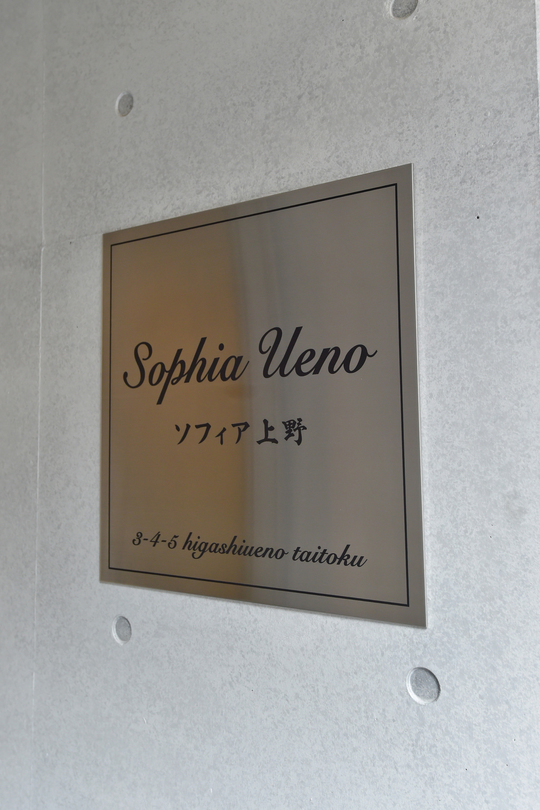 Sophia Ueno
ソフィア上野
3-4-5 higashiueno taitoku